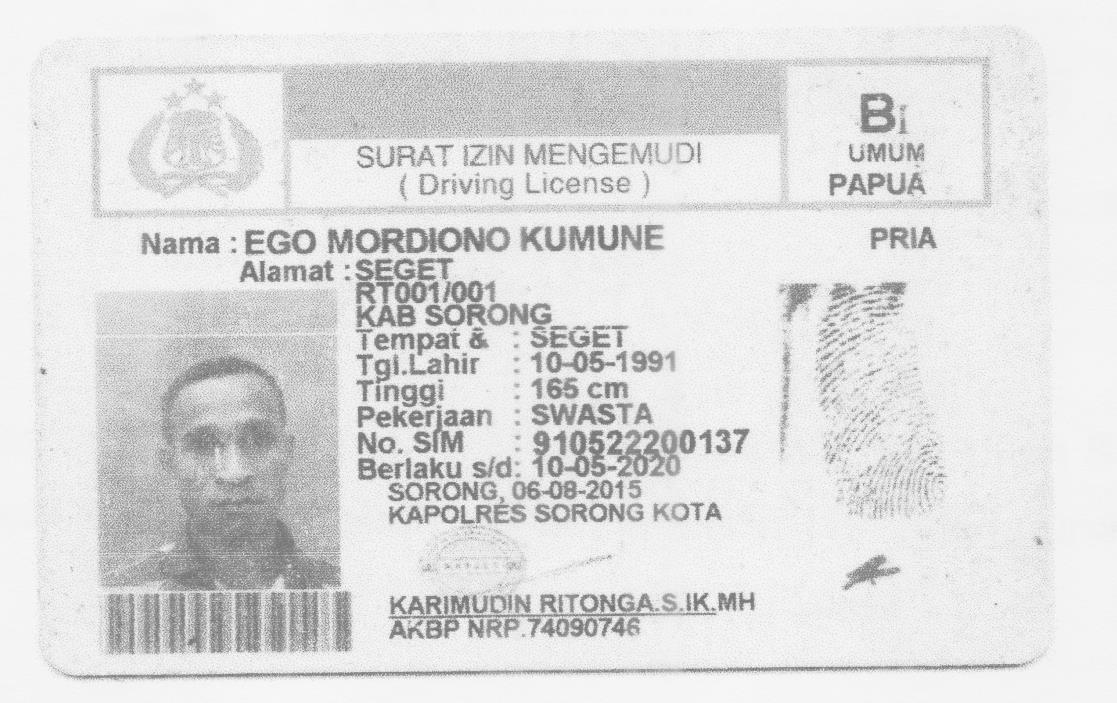 SURAT IZIN MENGEMUDI
( Driving License )
BI
UMUM
PAPUA
Nama : EGO MORDIONO KUMUNE
PRIA
Alamat : SEGET
RT001/001
KAB SORONG
Tempat & : SEGET
Tgl.Lahir : 10-05-1991
Tinggi : 165 cm
Pekerjaan : SWASTA
No. SIM : 910522200137
Berlaku s/d: 10-05-2020
SORONG, 06-08-2015
KAPOLRES SORONG KOTA
KARIMUDIN RITONGA.S.IK.MH
AKBP NRP.74090746